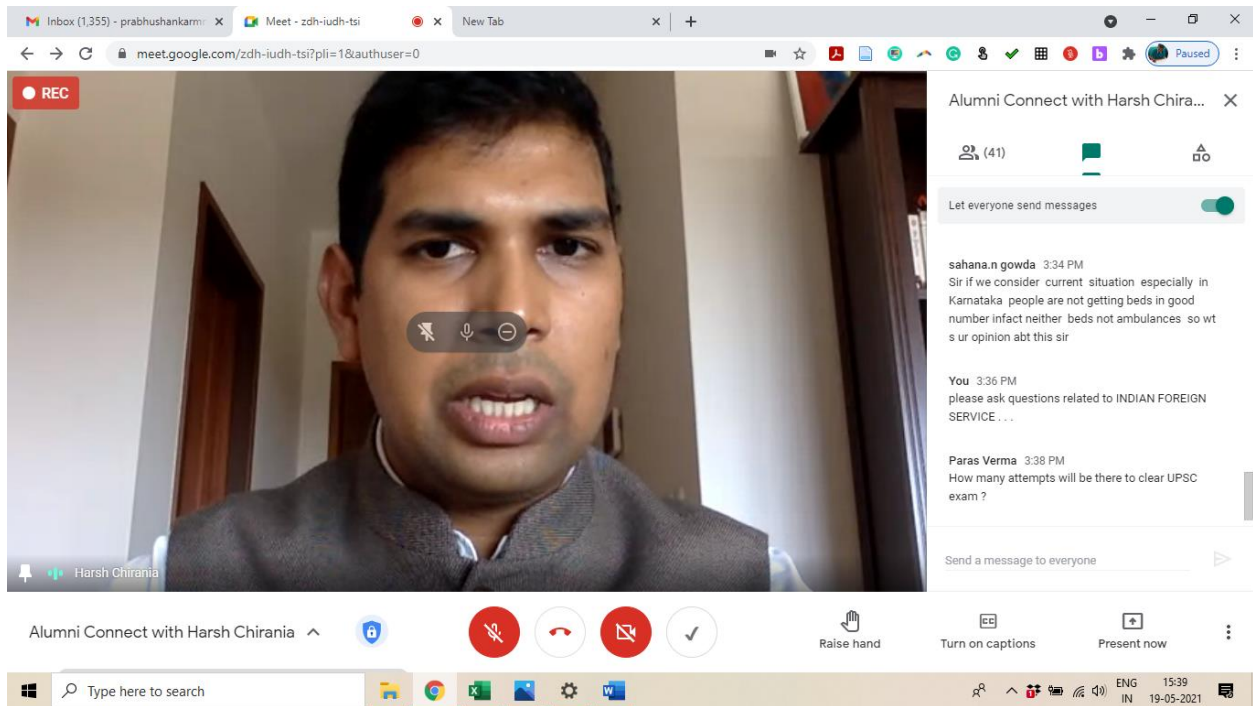 Inbox (1,355) - prabhushankarm
Meet - zdh-iudh-tsi
New Tab
meet.google.com/zdh-iudh-tsi?pli=1&authuser=0
Paused
REC
Alumni Connect with Harsh Chira...
(41)
Let everyone send messages
sahana.n gowda 3:34 PM
Sir if we consider current situation especially in
Karnataka people are not getting beds in good
number infact neither beds not ambulances so wt
s ur opinion abt this sir
You 3:36 PM
please ask questions related to INDIAN FOREIGN
SERVICE . . .
Paras Verma 3:38 PM
How many attempts will be there to clear UPSC
exam ?
Send a message to everyone
Harsh Chirania
Alumni Connect with Harsh Chirania
Raise hand
CC
Turn on captions
Present now
Type here to search
ENG
IN
15:39
19-05-2021